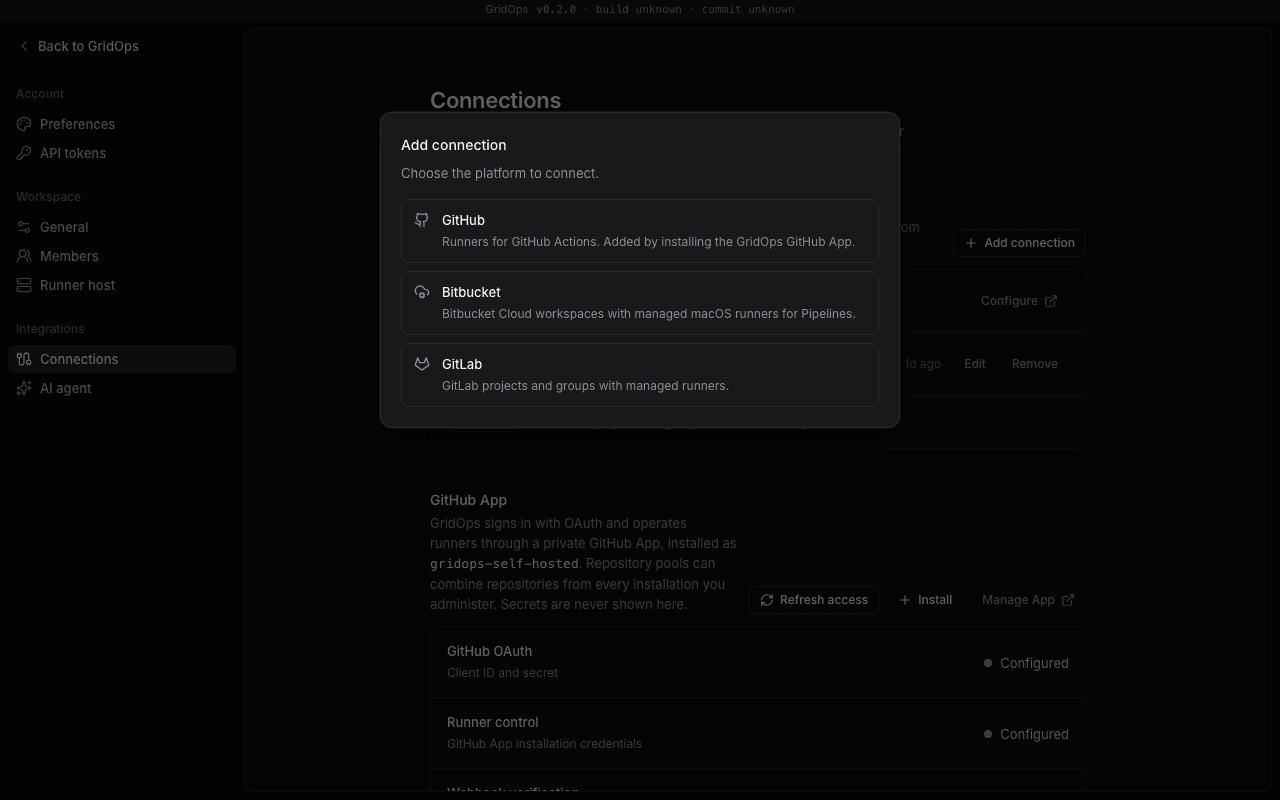 GridOps v0.2.0 · build unknown · commit unknown
Back to GridOps
Account
Preferences
API tokens
Workspace
General
Members
Runner host
Integrations
Connections
AI agent
Connections
Add connection
Choose the platform to connect.
GitHub
Runners for GitHub Actions. Added by installing the GridOps GitHub App.
Bitbucket
Bitbucket Cloud workspaces with managed macOS runners for Pipelines.
GitLab
GitLab projects and groups with managed runners.
Add connection
Configure
1d ago Edit Remove
GitHub App
GridOps signs in with OAuth and operates
runners through a private GitHub App, installed as
gridops-self-hosted. Repository pools can
combine repositories from every installation you
administer. Secrets are never shown here.
Refresh access Install Manage App
GitHub OAuth
Client ID and secret
Configured
Runner control
GitHub App installation credentials
Configured
Webhook verification